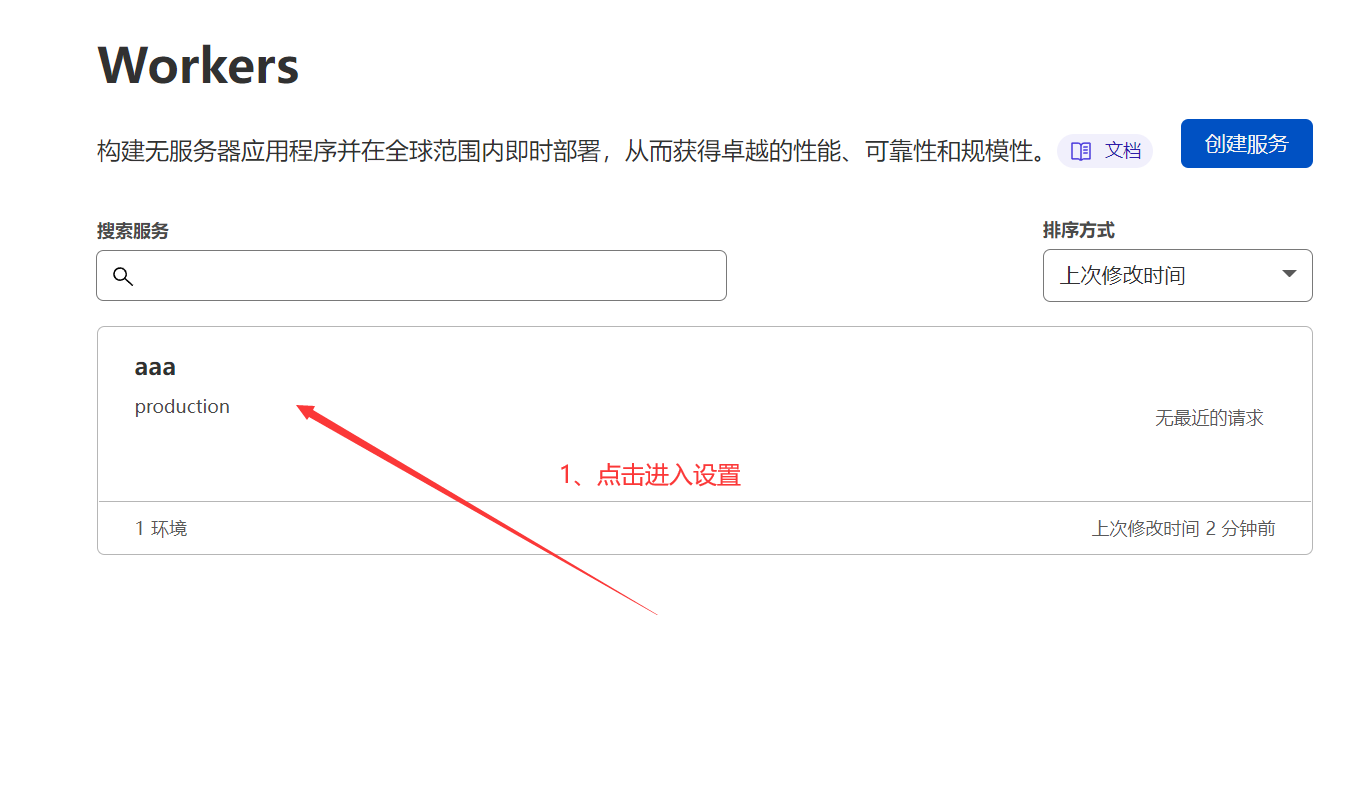 Workers
构建无服务器应用程序并在全球范围内即时部署，从而获得卓越的性能、可靠性和规模性。 文档 创建服务
搜索服务 排序方式
上次修改时间
aaa
production
无最近的请求
1、点击进入设置
1 环境 上次修改时间 2 分钟前